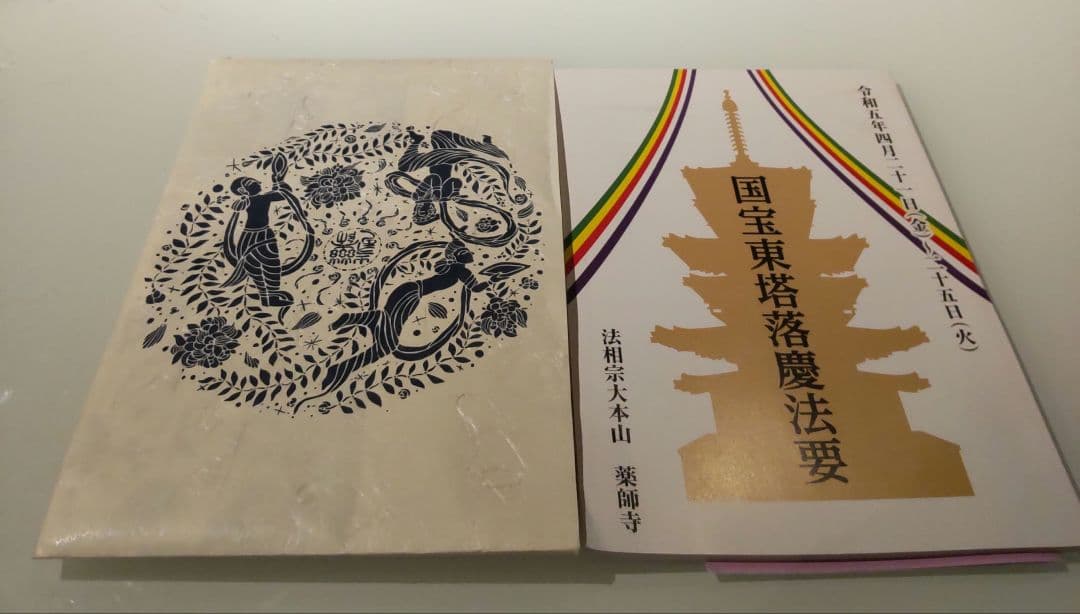 令和五年四月二十一日(金)〜二十五日(火)
国宝東塔落慶法要
法相宗大本山 薬師寺